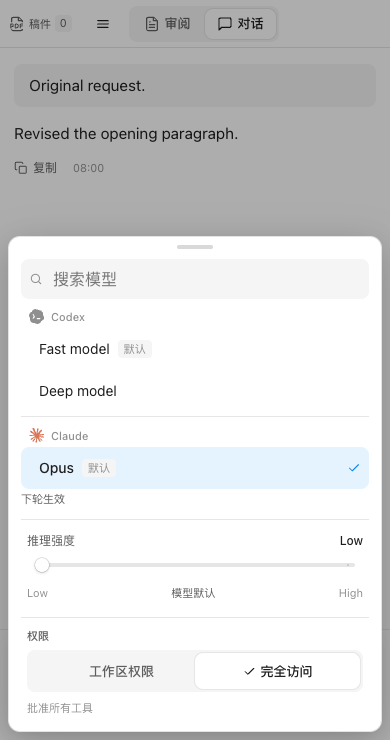 稿件 0 审阅 对话
Original request.
Revised the opening paragraph.
复制 08:00
搜索模型
Codex
Fast model 默认
Deep model
Claude
Opus 默认
下轮生效
推理强度 Low
Low 模型默认 High
权限
工作区权限 完全访问
批准所有工具